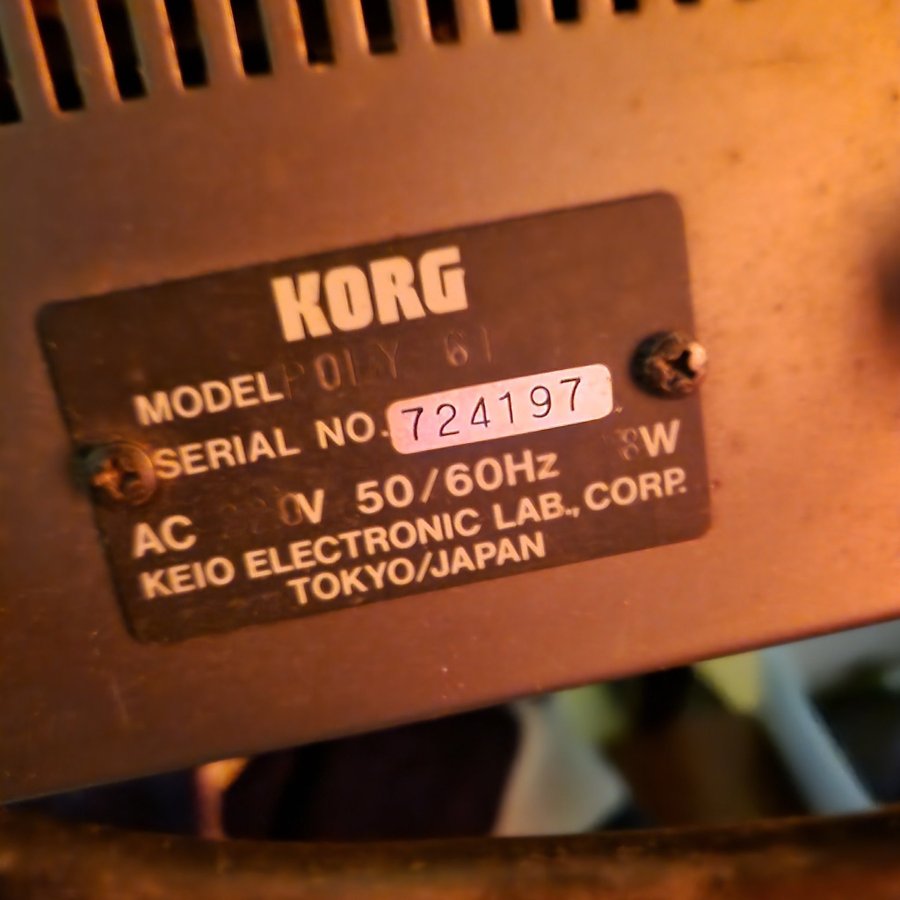 KORG
MODEL POLY 61
SERIAL NO. 724197
AC V 50/60Hz W
KEIO ELECTRONIC LAB., CORP.
TOKYO/JAPAN